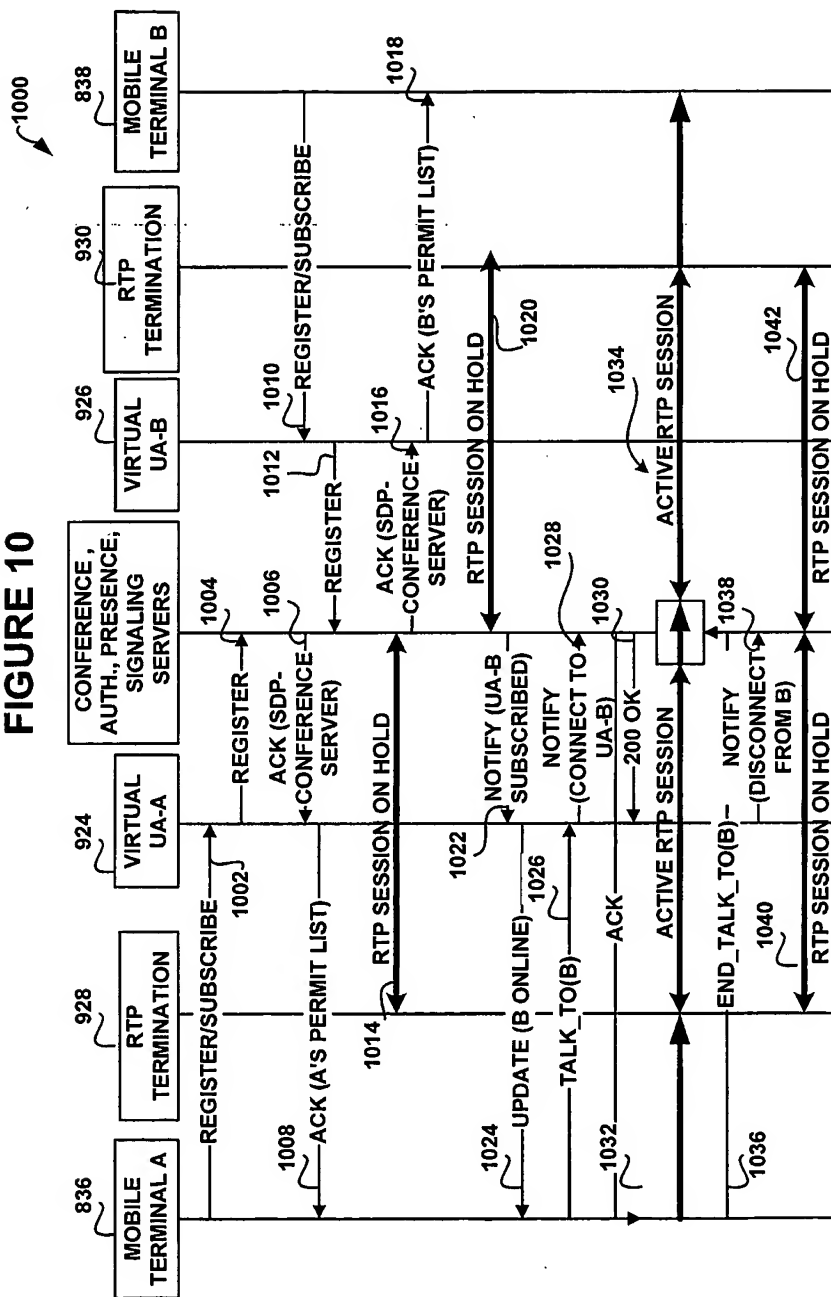 FIGURE 10
1000
836
MOBILE
TERMINAL A
928
RTP
TERMINATION
924
VIRTUAL
UA-A
CONFERENCE,
AUTH., PRESENCE,
SIGNALING
SERVERS
926
VIRTUAL
UA-B
930
RTP
TERMINATION
838
MOBILE
TERMINAL B
REGISTER/SUBSCRIBE
1002
REGISTER
1004
ACK (SDP-
CONFERENCE
SERVER)
1006
ACK (A'S PERMIT LIST)
1008
REGISTER/SUBSCRIBE
1010
REGISTER
1012
RTP SESSION ON HOLD
1014
ACK (SDP-
CONFERENCE
SERVER)
1016
ACK (B'S PERMIT LIST)
1018
RTP SESSION ON HOLD
1020
NOTIFY (UA-B
SUBSCRIBED)
1022
UPDATE (B ONLINE)
1024
TALK_TO(B)
1026
NOTIFY
(CONNECT TO
UA-B)
1028
ACK
1030
200 OK
1032
ACTIVE RTP SESSION
ACTIVE RTP SESSION
1034
END_TALK_TO(B)
1036
NOTIFY
(DISCONNECT
FROM B)
1038
RTP SESSION ON HOLD
1040
RTP SESSION ON HOLD
1042